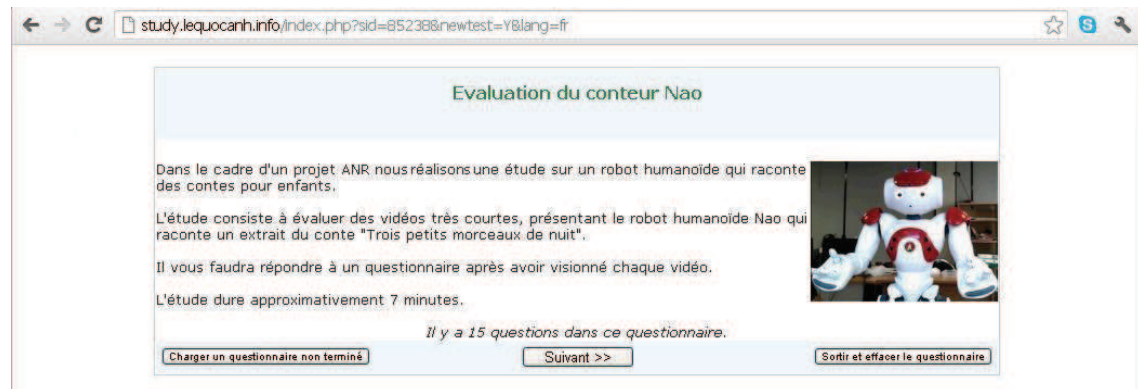 study.lequocanh.info/index.php?sid=85238&newtest=Y&lang=fr
Evaluation du conteur Nao
Dans le cadre d'un projet ANR nous réalisons une étude sur un robot humanoïde qui raconte
des contes pour enfants.
L'étude consiste à évaluer des vidéos très courtes, présentant le robot humanoïde Nao qui
raconte un extrait du conte "Trois petits morceaux de nuit".
Il vous faudra répondre à un questionnaire après avoir visionné chaque vidéo.
L'étude dure approximativement 7 minutes.
Il y a 15 questions dans ce questionnaire.
Charger un questionnaire non terminé Suivant >> Sortir et effacer le questionnaire